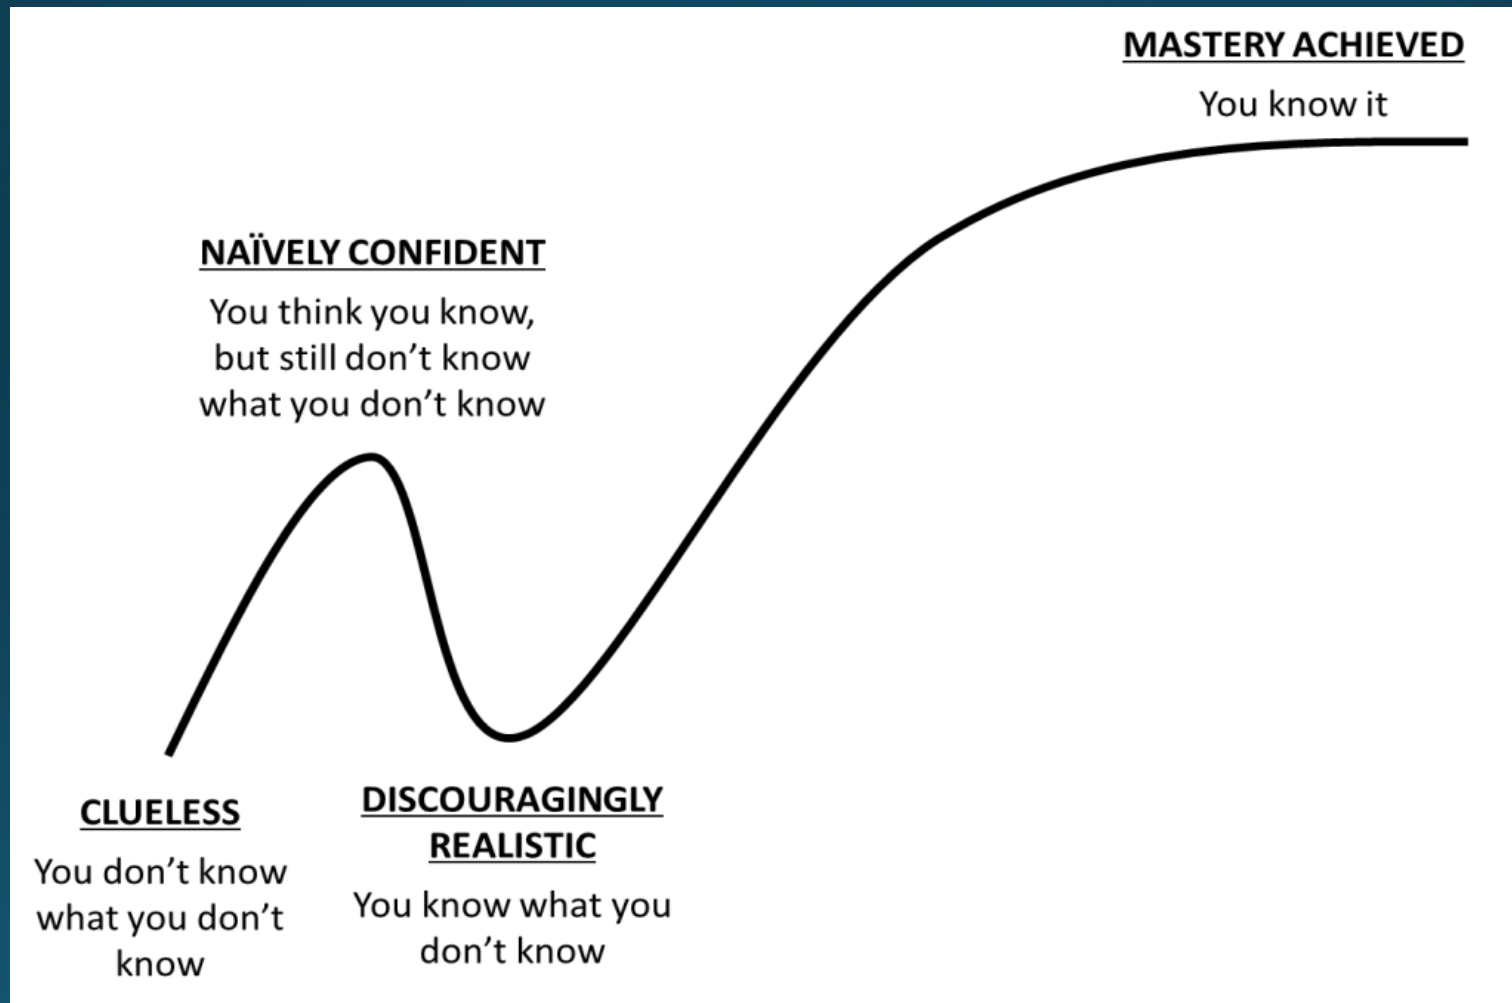 MASTERY ACHIEVED
You know it
NAÏVELY CONFIDENT
You think you know,
but still don’t know
what you don’t know
CLUELESS
You don’t know
what you don’t
know
DISCOURAGINGLY
REALISTIC
You know what you
don’t know